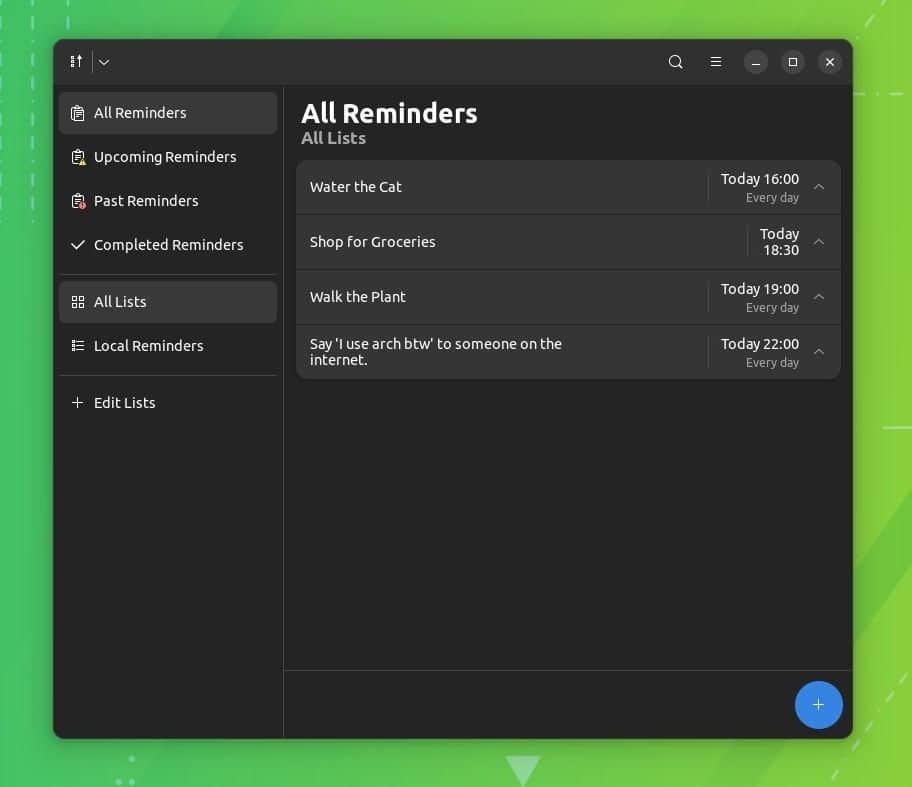 All Reminders
Upcoming Reminders
Past Reminders
Completed Reminders
All Lists
Local Reminders
Edit Lists
All Reminders
All Lists
Water the Cat
Today 16:00
Every day
Shop for Groceries
Today
18:30
Walk the Plant
Today 19:00
Every day
Say 'I use arch btw' to someone on the
internet.
Today 22:00
Every day